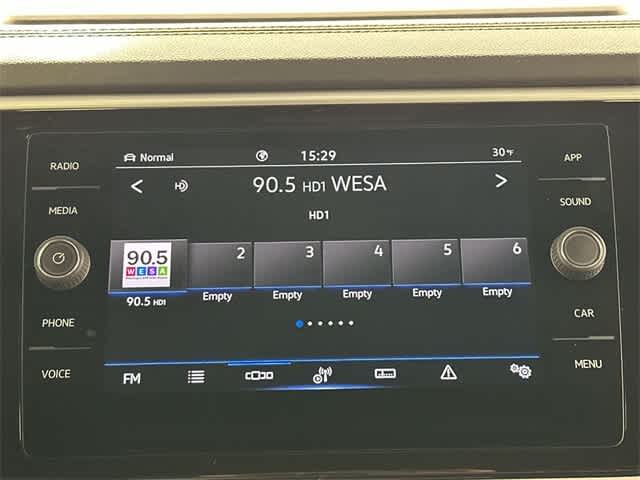 RADIO
MEDIA
PHONE
VOICE
Normal
15:29
30°F
HD
90.5 HD1 WESA
HD1
90.5
WESA
2
3
4
5
6
90.5 HD1
Empty
Empty
Empty
Empty
Empty
FM
APP
SOUND
CAR
MENU